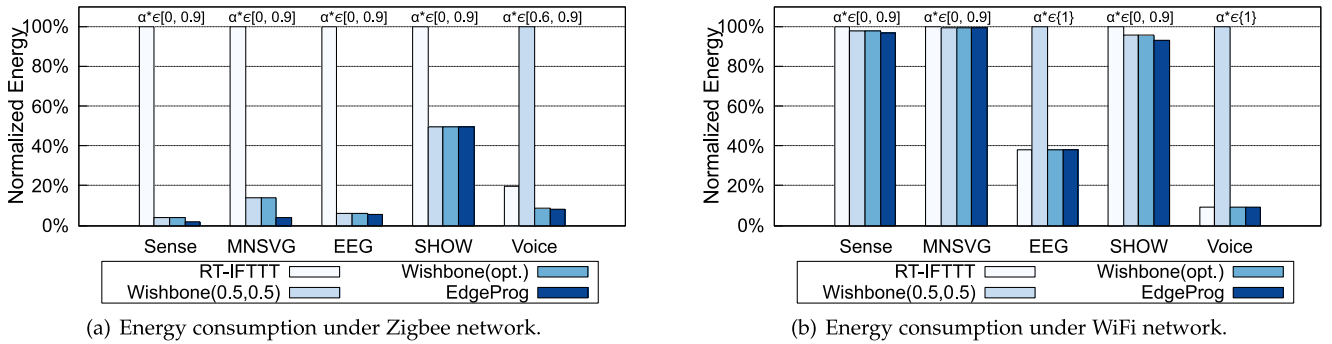 α*ϵ[0, 0.9] α*ϵ[0, 0.9] α*ϵ[0, 0.9] α*ϵ[0, 0.9] α*ϵ[0.6, 0.9]
100%
80%
60%
40%
20%
0%
Normalized Energy
Sense MNSVG EEG SHOW Voice
RT-IFTTT Wishbone(opt.)
Wishbone(0.5,0.5) EdgeProg
(a) Energy consumption under Zigbee network.
α*ϵ[0, 0.9] α*ϵ[0, 0.9] α*ϵ{1} α*ϵ[0, 0.9] α*ϵ{1}
100%
80%
60%
40%
20%
0%
Normalized Energy
Sense MNSVG EEG SHOW Voice
RT-IFTTT Wishbone(opt.)
Wishbone(0.5,0.5) EdgeProg
(b) Energy consumption under WiFi network.